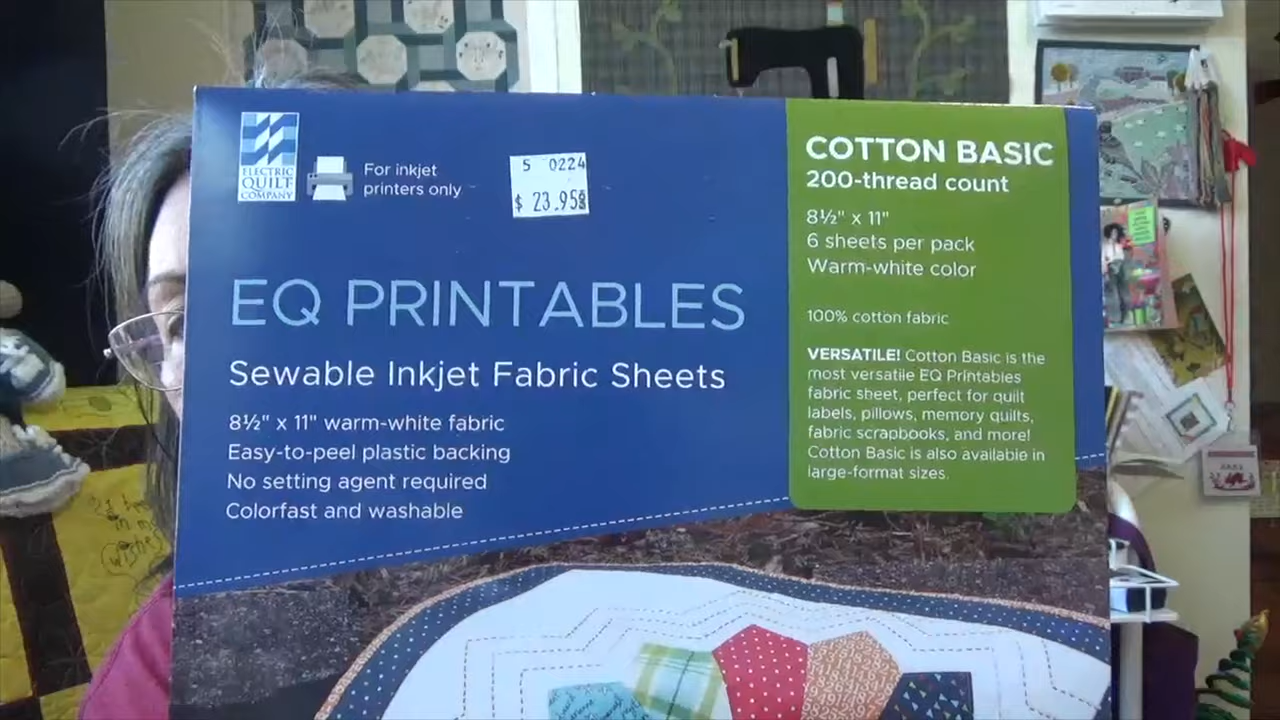 ELECTRIC
QUILT
COMPANY
For inkjet
printers only
5 0224
$ 23.95
EQ PRINTABLES
Sewable Inkjet Fabric Sheets
8½" x 11" warm-white fabric
Easy-to-peel plastic backing
No setting agent required
Colorfast and washable
COTTON BASIC
200-thread count
8½" x 11"
6 sheets per pack
Warm-white color
100% cotton fabric
VERSATILE! Cotton Basic is the
most versatile EQ Printables
fabric sheet, perfect for quilt
labels, pillows, memory quilts,
fabric scrapbooks, and more!
Cotton Basic is also available in
large-format sizes.
wishes